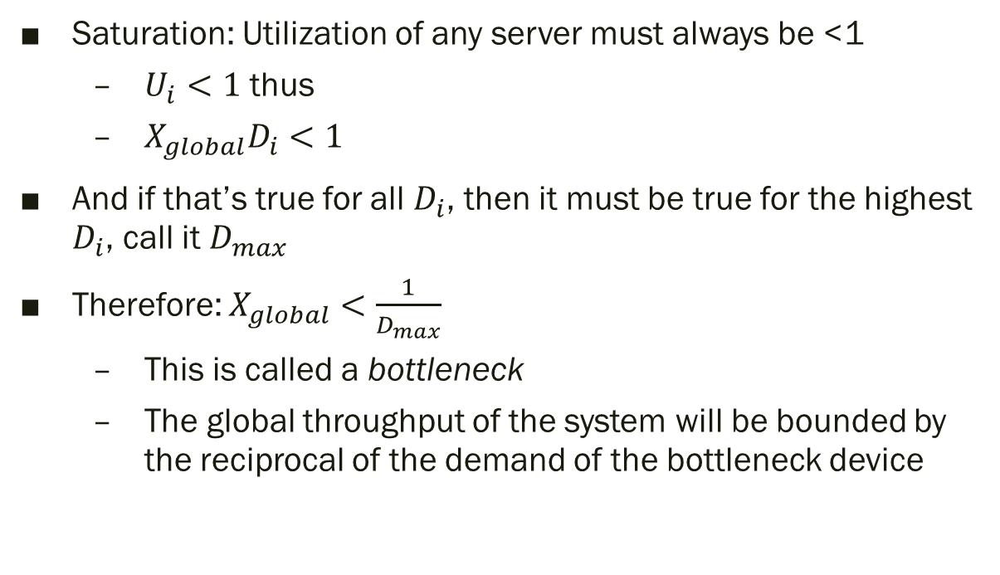 ■ Saturation: Utilization of any server must always be <1
– $U_i < 1$ thus
– $X_{global}D_i < 1$
■ And if that’s true for all $D_i$, then it must be true for the highest
$D_i$, call it $D_{max}$
■ Therefore: $X_{global} < \frac{1}{D_{max}}$
– This is called a bottleneck
– The global throughput of the system will be bounded by
the reciprocal of the demand of the bottleneck device